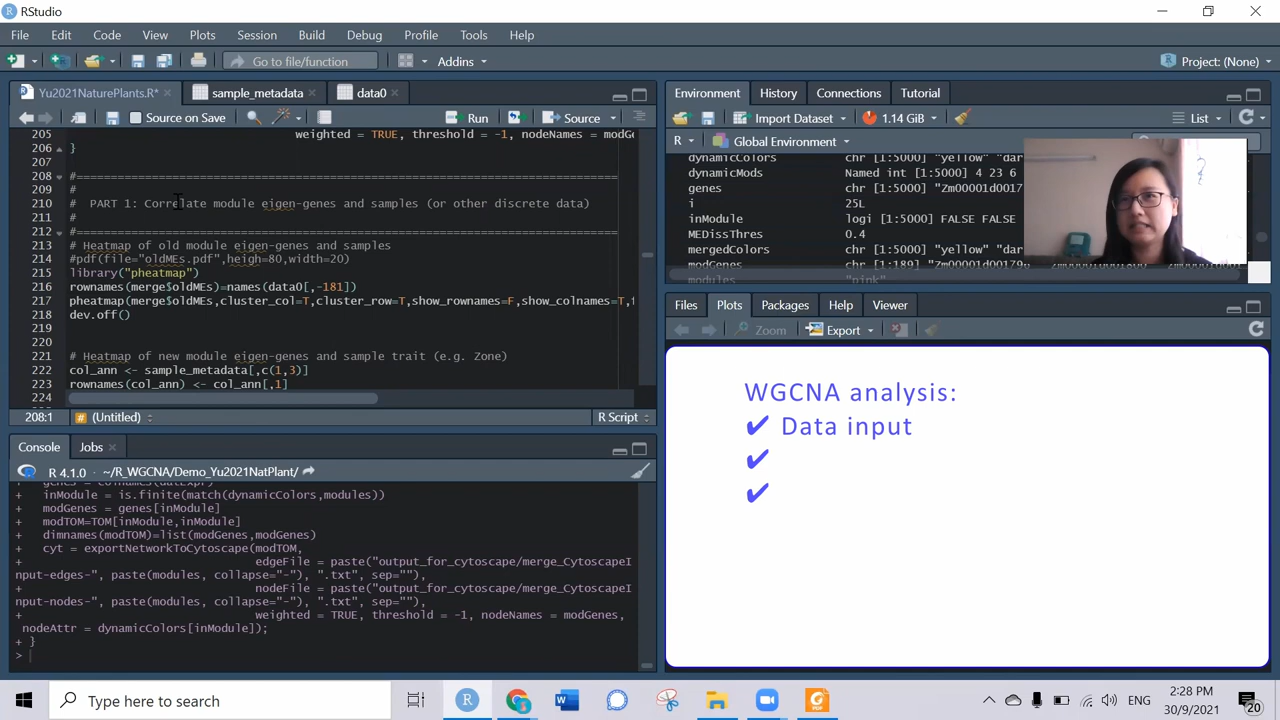 RStudio
File Edit Code View Plots Session Build Debug Profile Tools Help
Go to file/function Addins Project: (None)
Yu2021NaturePlants.R* sample_metadata data0
Source on Save Run Source
205 weighted = TRUE, threshold = -1, nodeNames = modGe
206 }
207
208 #==================================================================
209 #
210 # PART 1: Correlate module eigen-genes and samples (or other discrete data)
211 #
212 #==================================================================
213 # Heatmap of old module eigen-genes and samples
214 #pdf(file="oldMEs.pdf",heigh=80,width=20)
215 library("pheatmap")
216 rownames(merge$oldMEs)=names(data0[,-181])
217 pheatmap(merge$oldMEs,cluster_col=T,cluster_row=T,show_rownames=F,show_colnames=T,f
218 dev.off()
219
220
221 # Heatmap of new module eigen-genes and sample trait (e.g. Zone)
222 col_ann <- sample_metadata[,c(1,3)]
223 rownames(col_ann) <- col_ann[,1]
224
208:1 # (Untitled) R Script
Console Jobs
R 4.1.0 · ~/R_WGCNA/Demo_Yu2021NatPlant/
genes = colnames(datExpr)
+ inModule = is.finite(match(dynamicColors,modules))
+ modGenes = genes[inModule]
+ modTOM=TOM[inModule,inModule]
+ dimnames(modTOM)=list(modGenes,modGenes)
+ cyt = exportNetworkToCytoscape(modTOM,
+ edgeFile = paste("output_for_cytoscape/merge_CytoscapeI
nput-edges-", paste(modules, collapse="-"), ".txt", sep=""),
+ nodeFile = paste("output_for_cytoscape/merge_CytoscapeI
nput-nodes-", paste(modules, collapse="-"), ".txt", sep=""),
+ weighted = TRUE, threshold = -1, nodeNames = modGenes,
nodeAttr = dynamicColors[inModule]);
+ }
>
Environment History Connections Tutorial
Import Dataset 1.14 GiB List
R Global Environment
dynamicColors chr [1:5000] "yellow" "dar
dynamicMods Named int [1:5000] 4 23 6
genes chr [1:5000] "Zm00001d0017
i 25L
inModule logi [1:5000] FALSE FALSE
MEDissThres 0.4
mergedColors chr [1:5000] "yellow" "dar
modules "pink"
Files Plots Packages Help Viewer
Zoom Export
WGCNA analysis:
✔ Data input
✔
✔
Type here to search
ENG 2:28 PM
30/9/2021 20